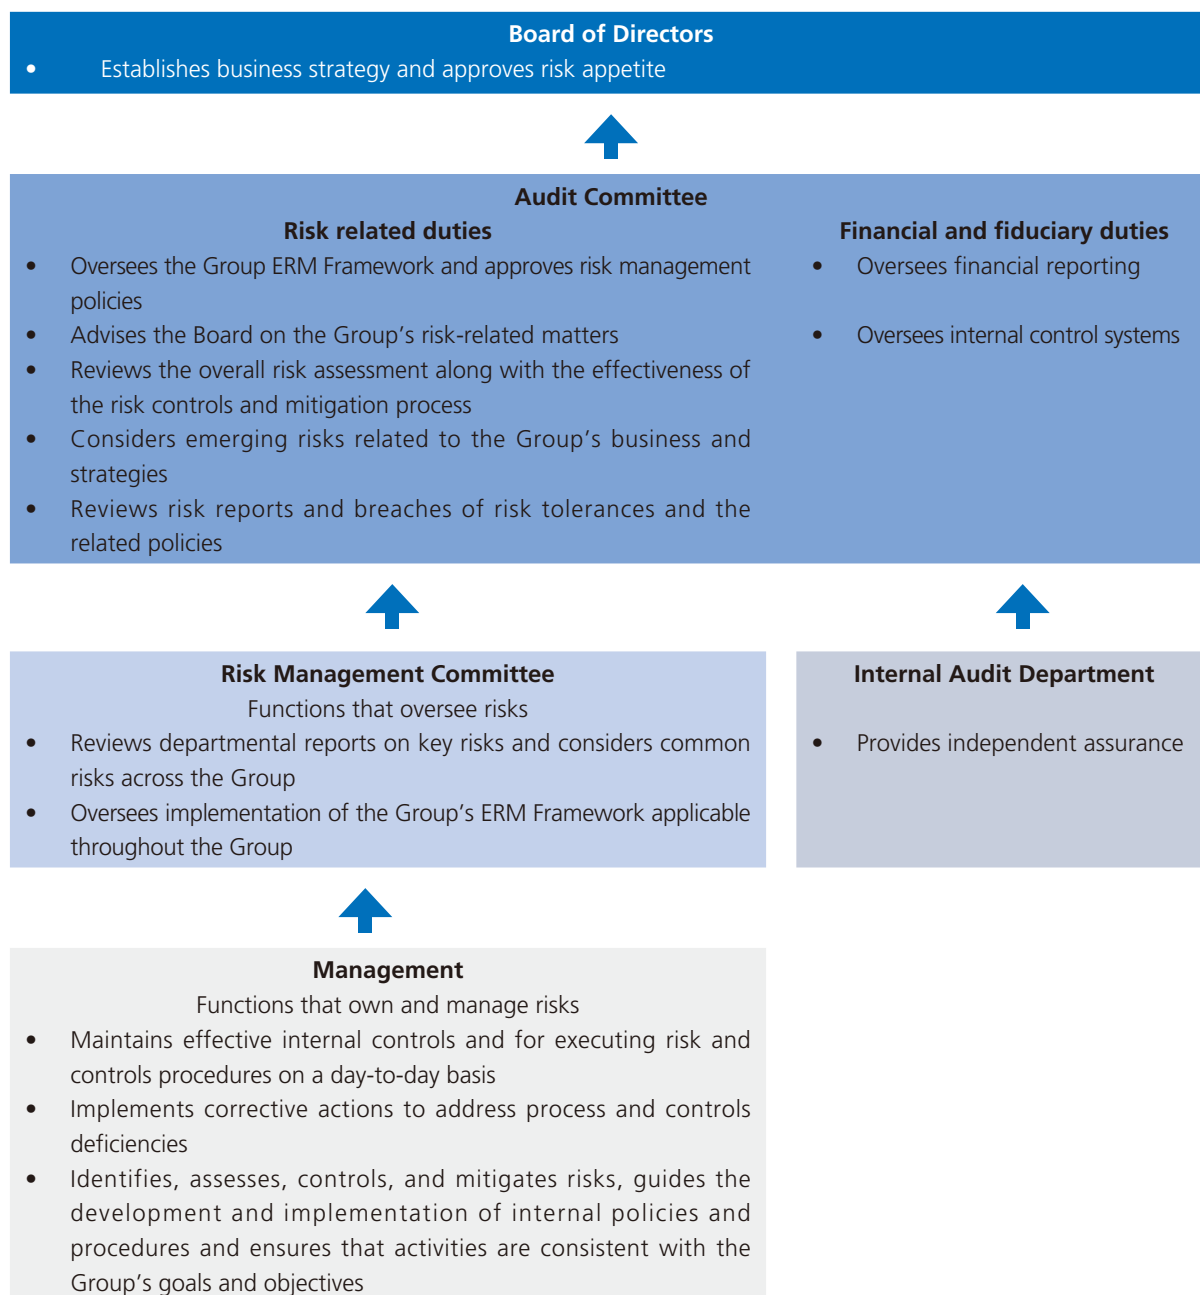 Board of Directors
• Establishes business strategy and approves risk appetite
Audit Committee
Risk related duties
• Oversees the Group ERM Framework and approves risk management
policies
• Advises the Board on the Group’s risk-related matters
• Reviews the overall risk assessment along with the effectiveness of
the risk controls and mitigation process
• Considers emerging risks related to the Group’s business and
strategies
• Reviews risk reports and breaches of risk tolerances and the
related policies
Financial and fiduciary duties
• Oversees financial reporting
• Oversees internal control systems
Risk Management Committee
Functions that oversee risks
• Reviews departmental reports on key risks and considers common
risks across the Group
• Oversees implementation of the Group’s ERM Framework applicable
throughout the Group
Internal Audit Department
• Provides independent assurance
Management
Functions that own and manage risks
• Maintains effective internal controls and for executing risk and
controls procedures on a day-to-day basis
• Implements corrective actions to address process and controls
deficiencies
• Identifies, assesses, controls, and mitigates risks, guides the
development and implementation of internal policies and
procedures and ensures that activities are consistent with the
Group’s goals and objectives